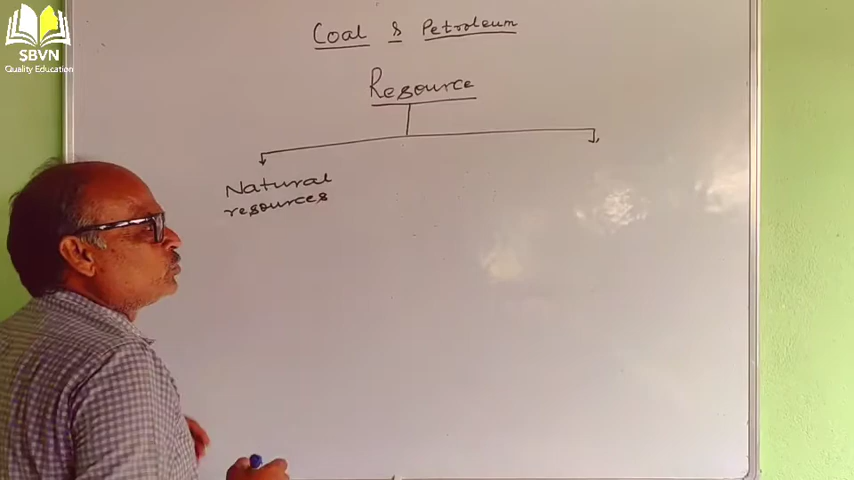 SBVN
Quality Education
Coal & Petroleum
Resource
Natural
resources